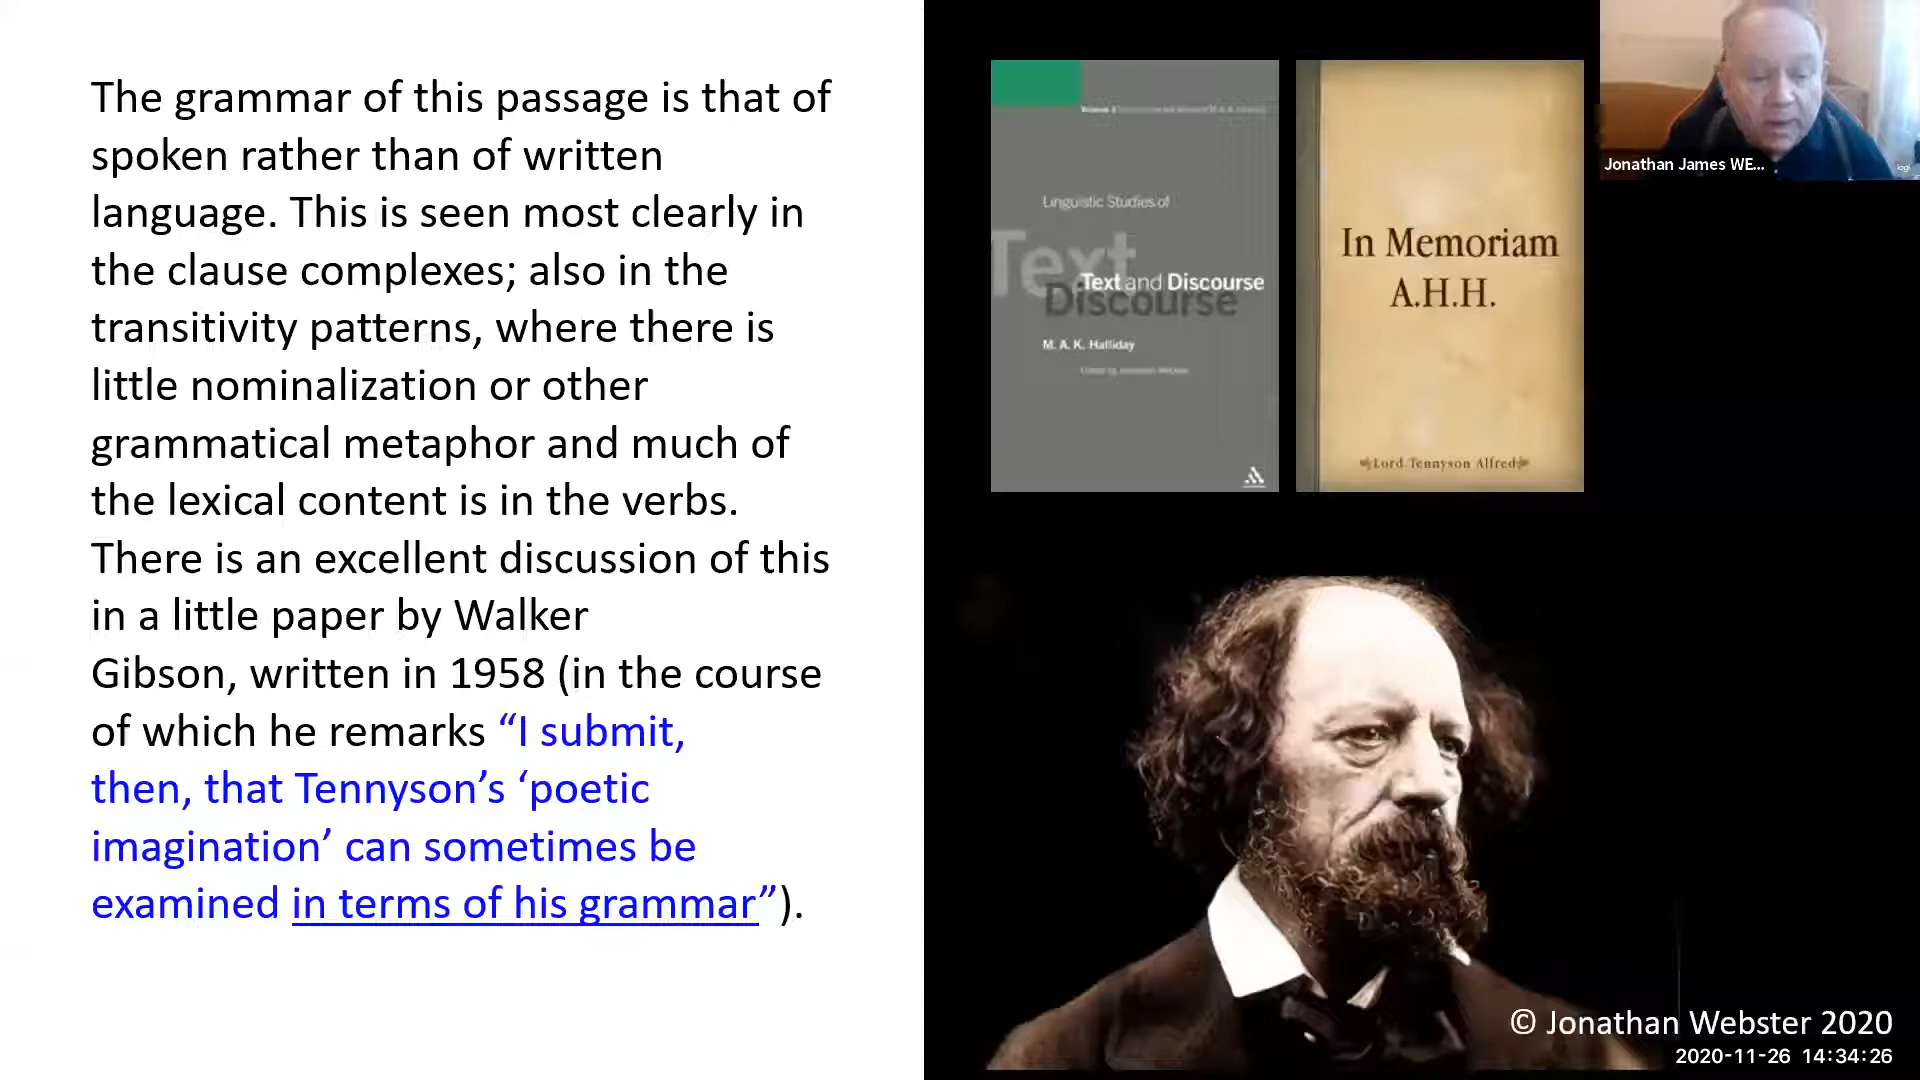 The grammar of this passage is that of
spoken rather than of written
language. This is seen most clearly in
the clause complexes; also in the
transitivity patterns, where there is
little nominalization or other
grammatical metaphor and much of
the lexical content is in the verbs.
There is an excellent discussion of this
in a little paper by Walker
Gibson, written in 1958 (in the course
of which he remarks “I submit,
then, that Tennyson’s ‘poetic
imagination’ can sometimes be
examined in terms of his grammar”).
Linguistic Studies of
Text
Text and Discourse
Discourse
M. A. K. Halliday
In Memoriam
A.H.H.
Lord Tennyson Alfred
Jonathan James WE...
logi
© Jonathan Webster 2020
2020-11-26 14:34:26